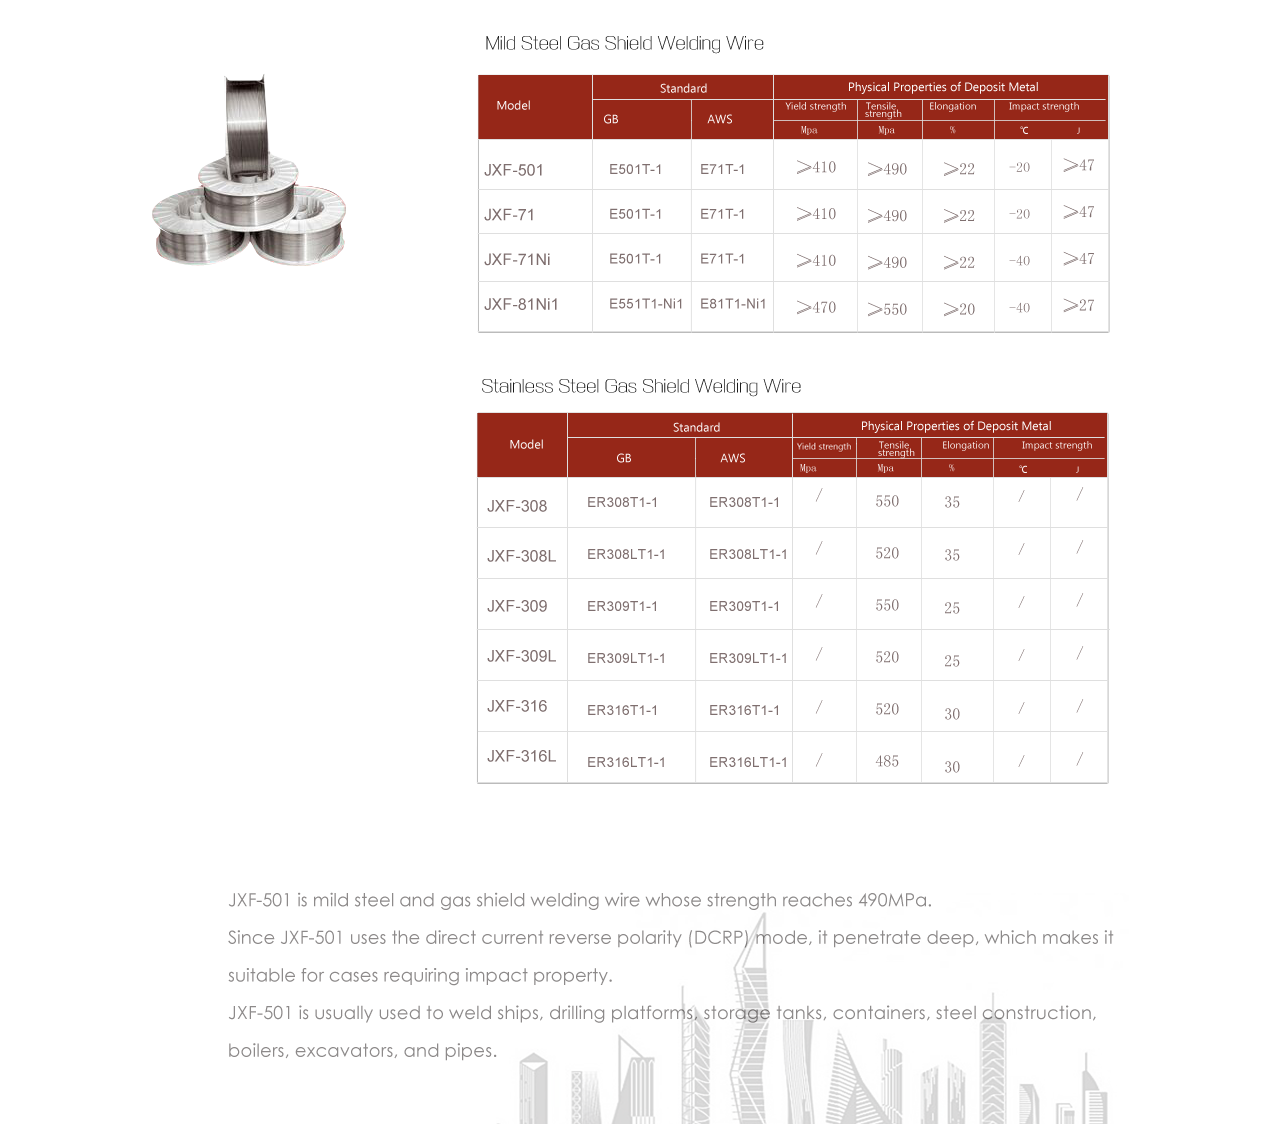 Mild Steel Gas Shield Welding Wire
Model Standard Physical Properties of Deposit Metal
GB AWS Yield strength Tensile strength Elongation Impact strength
Mpa Mpa % ℃ J
JXF-501 E501T-1 E71T-1 ≥410 ≥490 ≥22 -20 ≥47
JXF-71 E501T-1 E71T-1 ≥410 ≥490 ≥22 -20 ≥47
JXF-71Ni E501T-1 E71T-1 ≥410 ≥490 ≥22 -40 ≥47
JXF-81Ni1 E551T1-Ni1 E81T1-Ni1 ≥470 ≥550 ≥20 -40 ≥27
Stainless Steel Gas Shield Welding Wire
Model Standard Physical Properties of Deposit Metal
GB AWS Yield strength Tensile strength Elongation Impact strength
Mpa Mpa % ℃ J
JXF-308 ER308T1-1 ER308T1-1 / 550 35 / /
JXF-308L ER308LT1-1 ER308LT1-1 / 520 35 / /
JXF-309 ER309T1-1 ER309T1-1 / 550 25 / /
JXF-309L ER309LT1-1 ER309LT1-1 / 520 25 / /
JXF-316 ER316T1-1 ER316T1-1 / 520 30 / /
JXF-316L ER316LT1-1 ER316LT1-1 / 485 30 / /
JXF-501 is mild steel and gas shield welding wire whose strength reaches 490MPa.
Since JXF-501 uses the direct current reverse polarity (DCRP) mode, it penetrate deep, which makes it
suitable for cases requiring impact property.
JXF-501 is usually used to weld ships, drilling platforms, storage tanks, containers, steel construction,
boilers, excavators, and pipes.